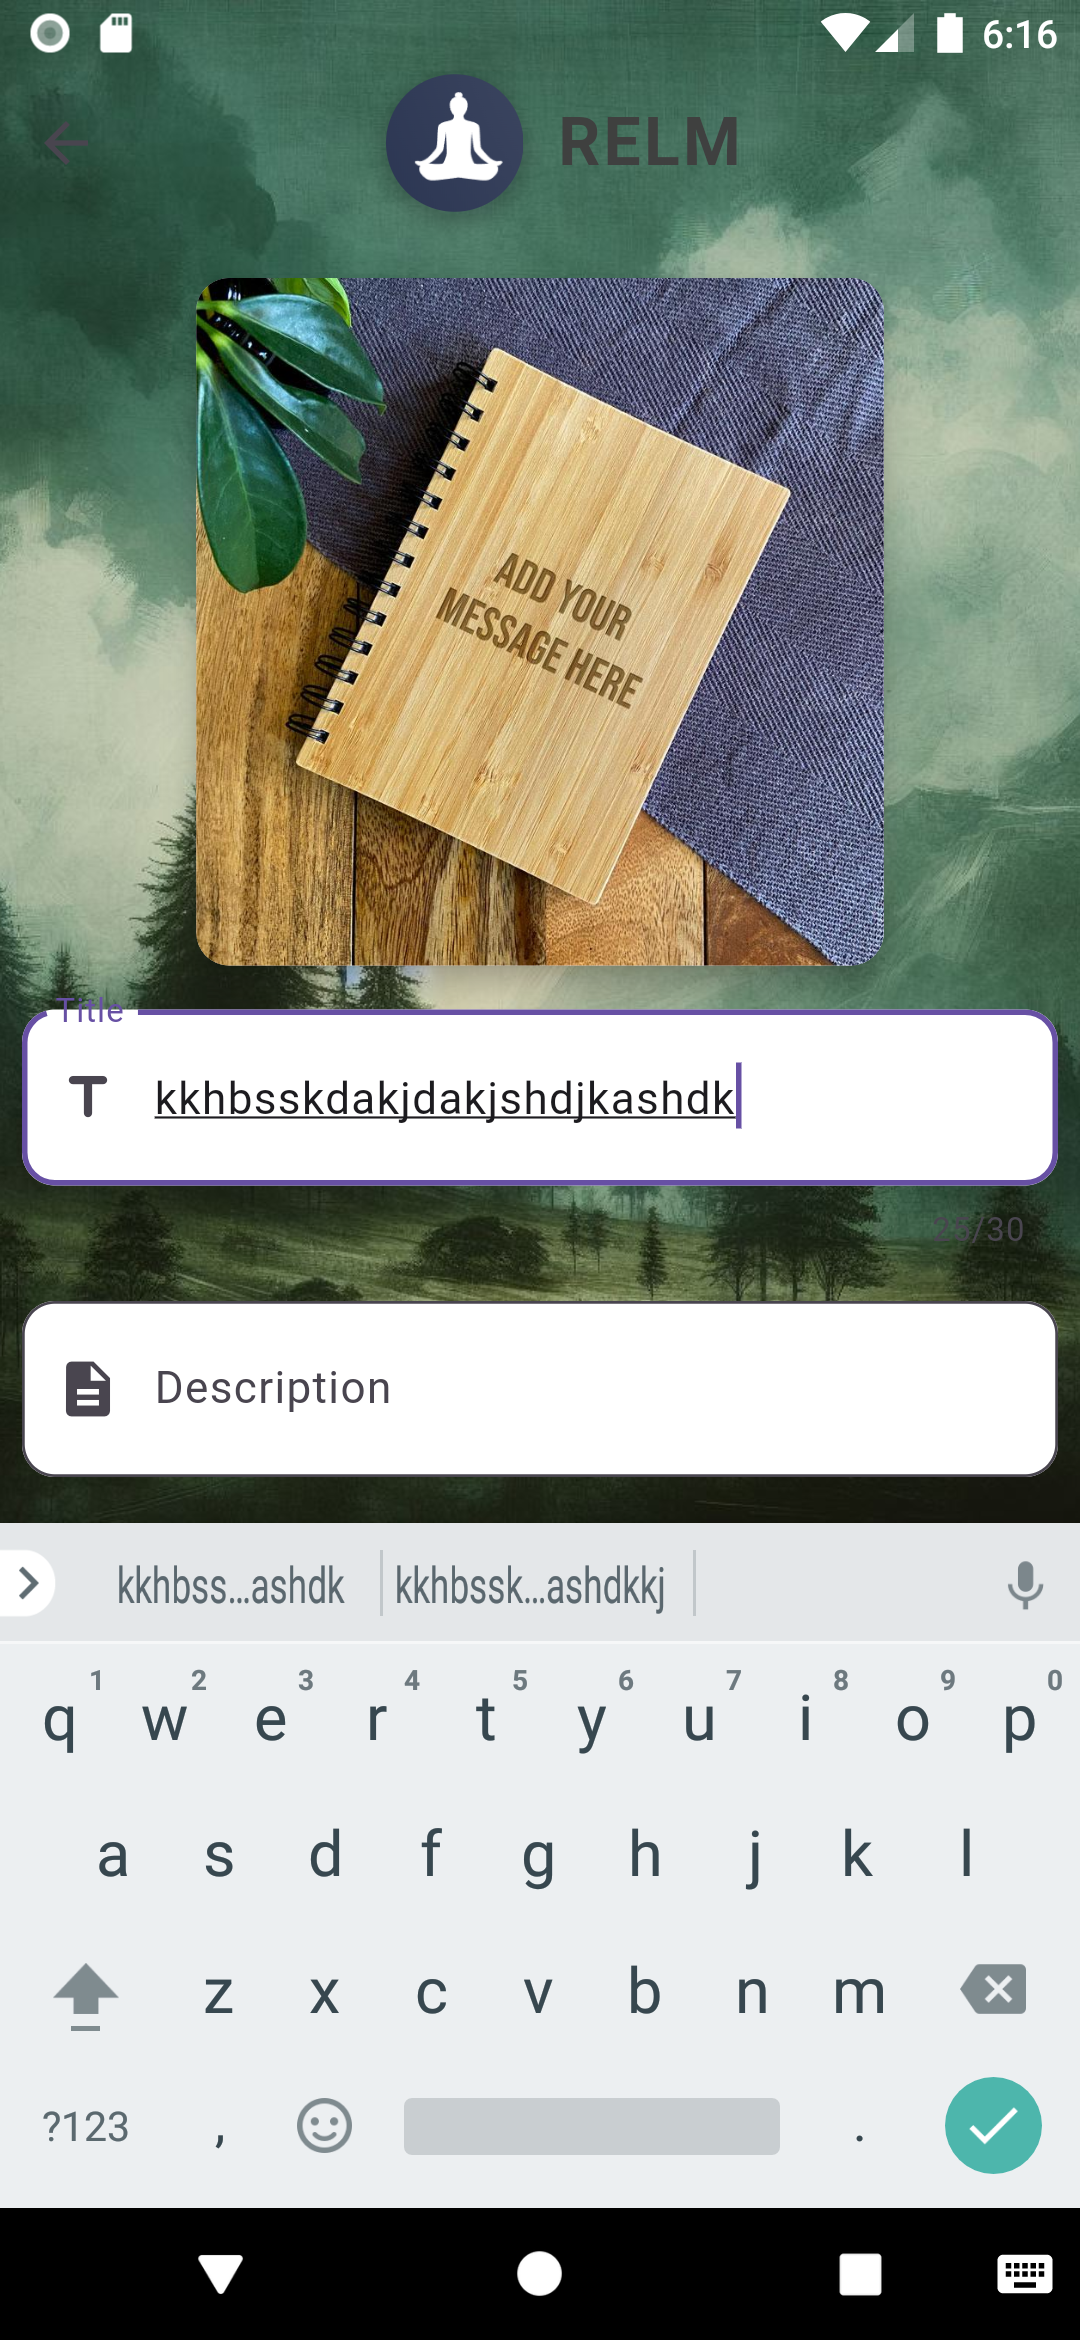 6:16
RELM
ADD YOUR
MESSAGE HERE
Title
kkhbsskdakjdakjshdjkashdk
25/30
Description
kkhbss...ashdk kkhbssk...ashdkkj
1 2 3 4 5 6 7 8 9 0
q w e r t y u i o p
a s d f g h j k l
z x c v b n m
?123 , .